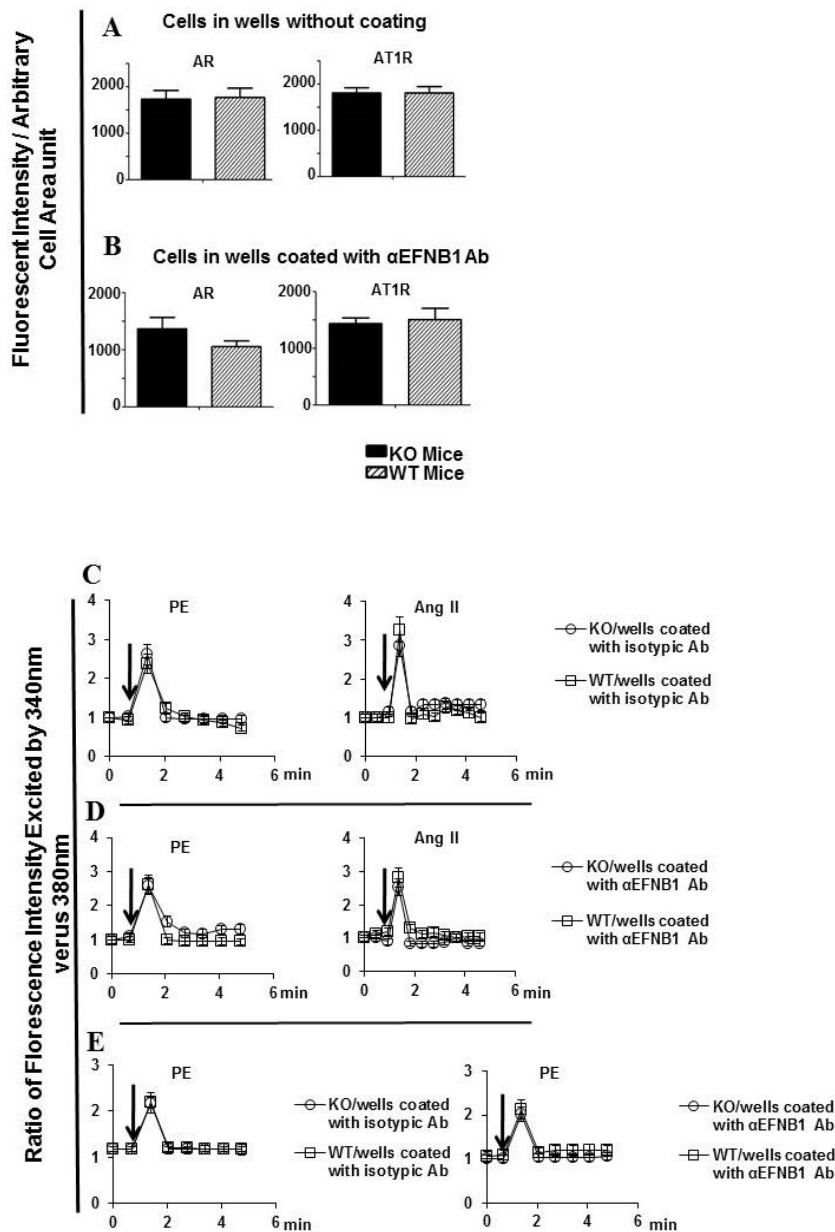 A
Cells in wells without coating
AR
AT1R
2000
1000
0
2000
1000
0
B
Cells in wells coated with αEFNB1 Ab
AR
AT1R
2000
1000
0
2000
1000
0
Fluorescent Intensity / Arbitrary
Cell Area unit
KO Mice
WT Mice
C
PE
4
3
2
1
0
0 2 4 6 min
Ang II
4
3
2
1
0
0 2 4 6 min
KO/wells coated
with isotypic Ab
WT/wells coated
with isotypic Ab
D
PE
4
3
2
1
0
0 2 4 6 min
Ang II
4
3
2
1
0
0 2 4 6 min
KO/wells coated
with αEFNB1 Ab
WT/wells coated
with αEFNB1 Ab
E
PE
3
2
1
0
0 2 4 6 min
KO/wells coated
with isotypic Ab
WT/wells coated
with isotypic Ab
PE
3
2
1
0
0 2 4 6 min
KO/wells coated
with αEFNB1 Ab
WT/wells coated
with αEFNB1 Ab
Ratio of Florescence Intensity Excited by 340nm
verus 380nm